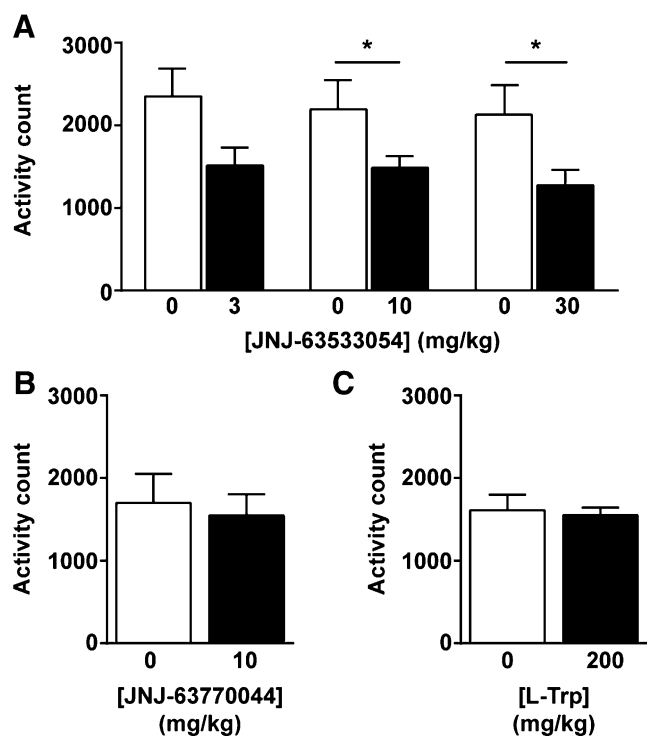 A
3000
2000
1000
0
Activity count
* *
0 3 0 10 0 30
[JNJ-63533054] (mg/kg)
B
3000
2000
1000
0
Activity count
0 10
[JNJ-63770044]
(mg/kg)
C
3000
2000
1000
0
Activity count
0 200
[L-Trp]
(mg/kg)